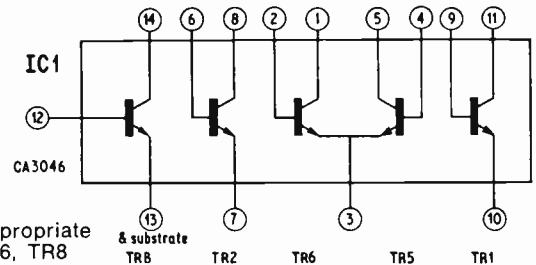 14 8 6 2 1 5 4 9 11
IC1
12
CA3046
13 7 3 10
propriate
& substrate
6, TR8
TR8 TR2 TR6 TR5 TR1